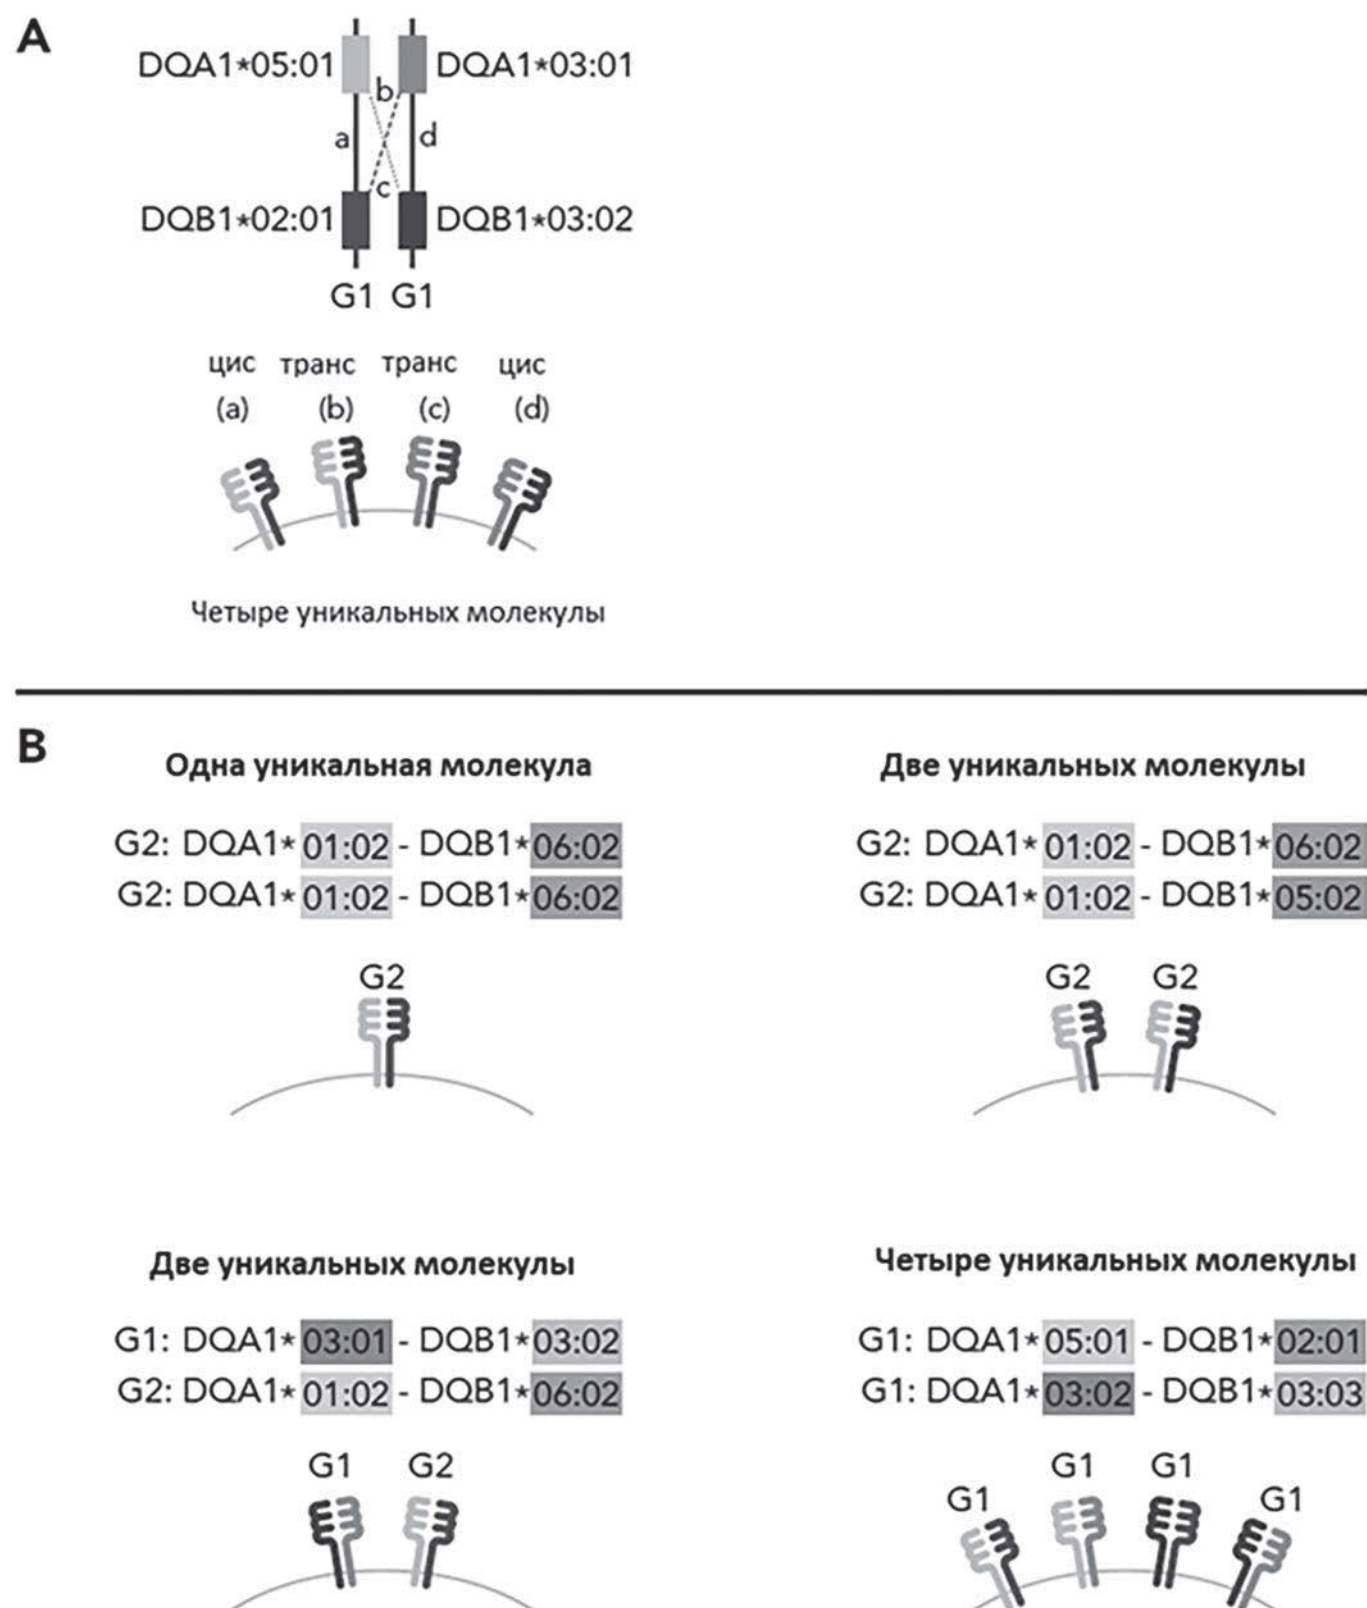 A
DQA1*05:01
DQA1*03:01
b
a
d
c
DQB1*02:01
DQB1*03:02
G1 G1
цис транс транс цис
(a) (b) (c) (d)
Четыре уникальных молекулы
B
Одна уникальная молекула
G2: DQA1*01:02 - DQB1*06:02
G2: DQA1*01:02 - DQB1*06:02
G2
Две уникальных молекулы
G2: DQA1*01:02 - DQB1*06:02
G2: DQA1*01:02 - DQB1*05:02
G2 G2
Две уникальных молекулы
G1: DQA1*03:01 - DQB1*03:02
G2: DQA1*01:02 - DQB1*06:02
G1 G2
Четыре уникальных молекулы
G1: DQA1*05:01 - DQB1*02:01
G1: DQA1*03:02 - DQB1*03:03
G1 G1 G1 G1